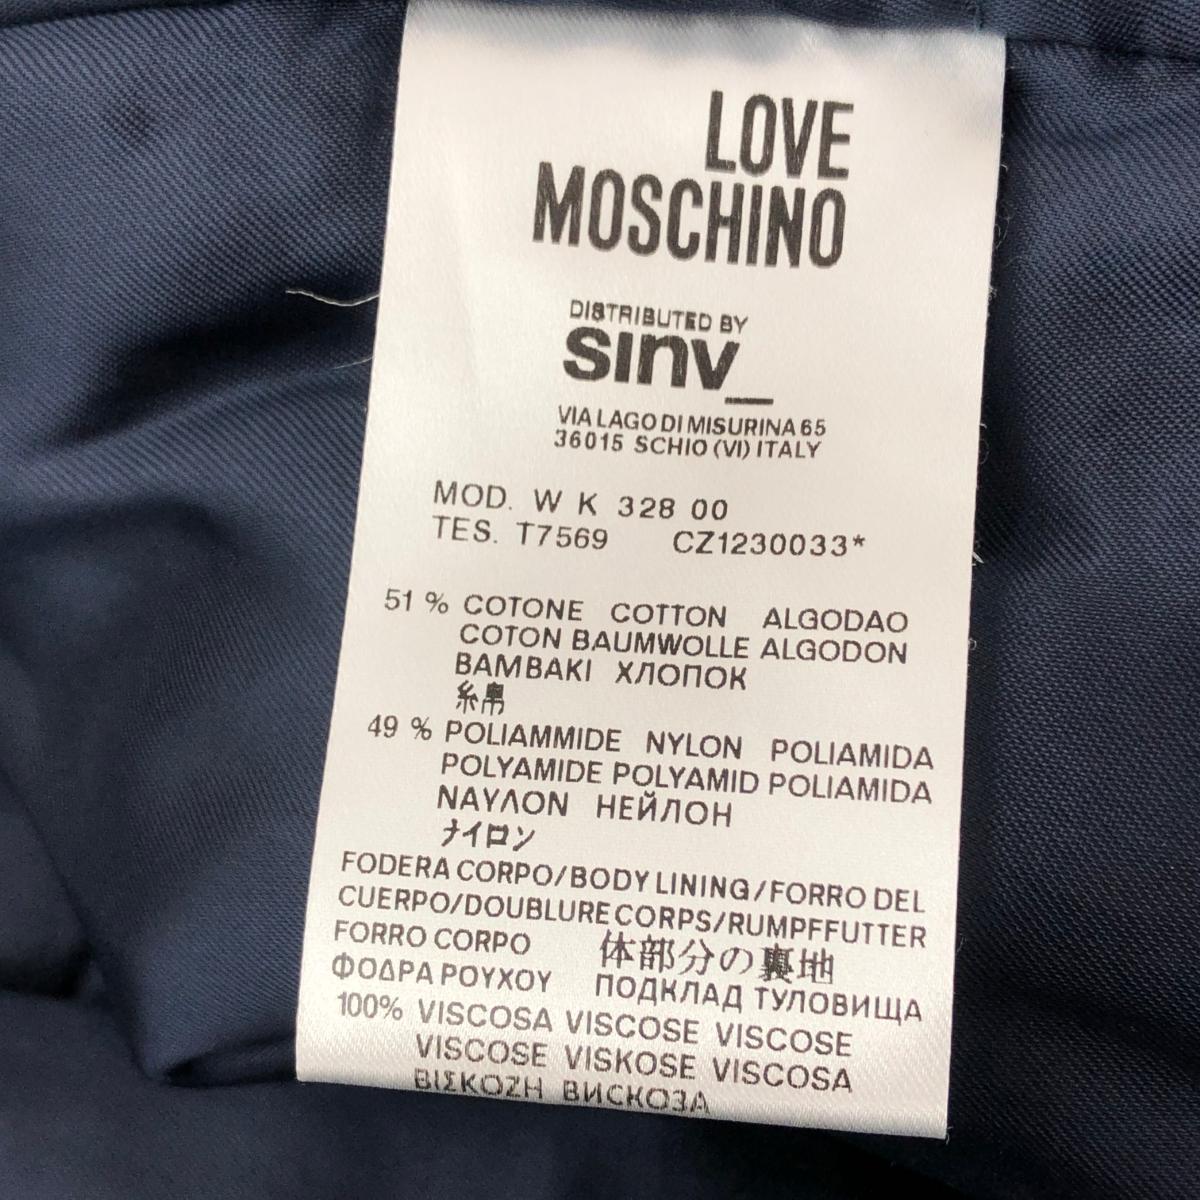 LOVE
MOSCHINO
DISTRIBUTED BY
sınv_
VIA LAGO DI MISURINA 65
36015 SCHIO (VI) ITALY
MOD. W K 328 00
TES. T7569 CZ1230033*
51 % COTONE COTTON ALGODAO
COTON BAUMWOLLE ALGODON
BAMBAKI ХЛОПОК
糸帛
49 % POLIAMMIDE NYLON POLIAMIDA
POLYAMIDE POLYAMID POLIAMIDA
ΝΑΥΛΟΝ НЕЙЛОН
ナイロン
FODERA CORPO/BODY LINING/FORRO DEL
CUERPO/DOUBLURE CORPS/RUMPFFUTTER
FORRO CORPO 体部分の裏地
ΦΟΔΡΑ ΡΟΥΧΟΥ ПОДКЛАД ТУЛОВИЩА
100% VISCOSA VISCOSE VISCOSE
VISCOSE VISKOSE VISCOSA
ΒΙΣΚΟΖΗ ВИСКОЗА